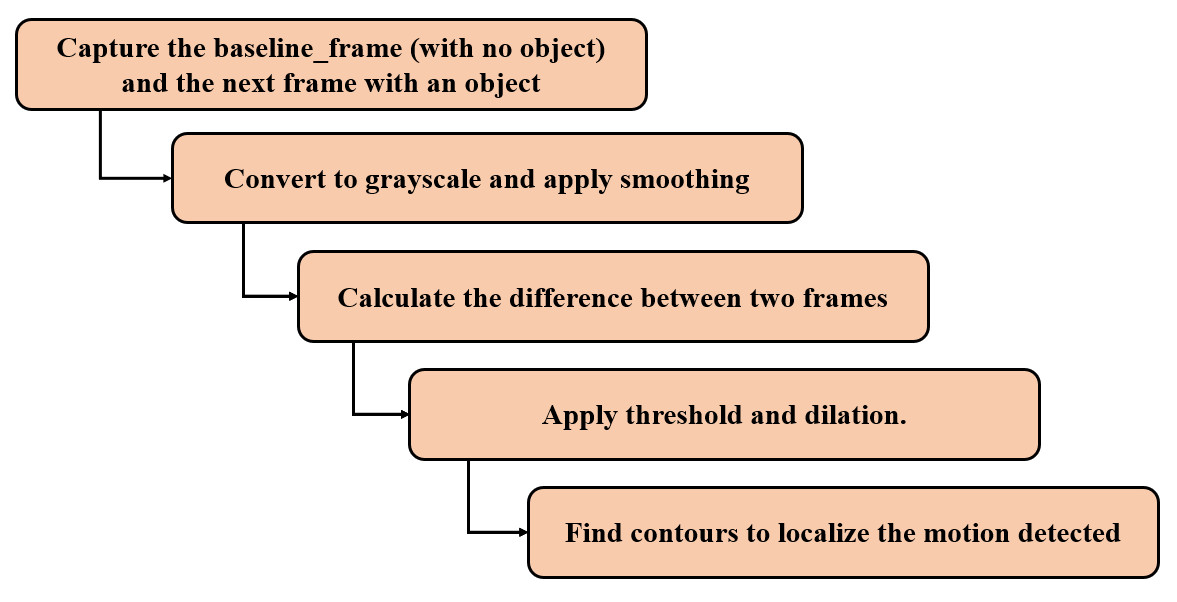 Capture the baseline_frame (with no object)
and the next frame with an object
Convert to grayscale and apply smoothing
Calculate the difference between two frames
Apply threshold and dilation.
Find contours to localize the motion detected